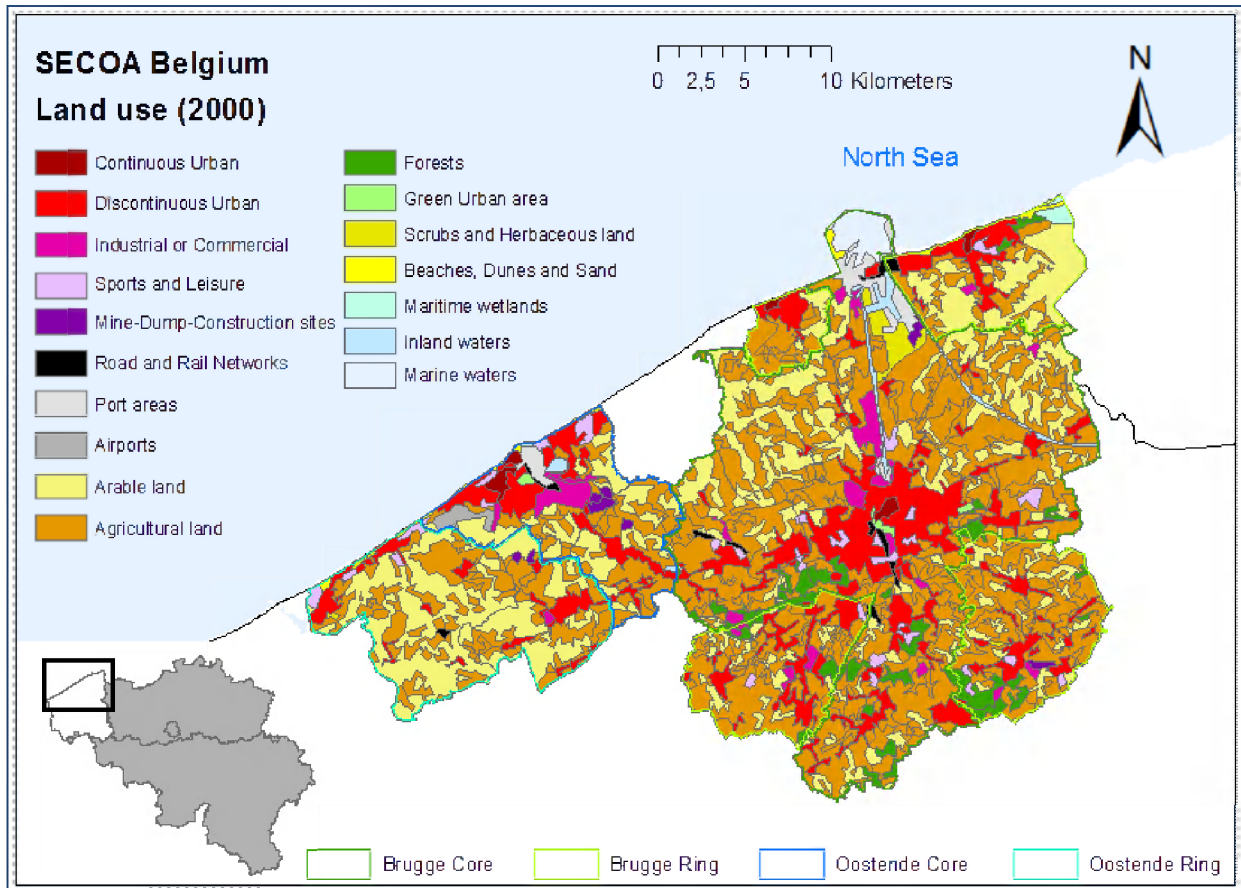 SECOA Belgium
Land use (2000)
0 2,5 5 10 Kilometers
N
North Sea
Continuous Urban
Discontinuous Urban
Industrial or Commercial
Sports and Leisure
Mine-Dump-Construction sites
Road and Rail Networks
Port areas
Airports
Arable land
Agricultural land
Forests
Green Urban area
Scrubs and Herbaceous land
Beaches, Dunes and Sand
Maritime wetlands
Inland waters
Marine waters
Brugge Core
Brugge Ring
Oostende Core
Oostende Ring